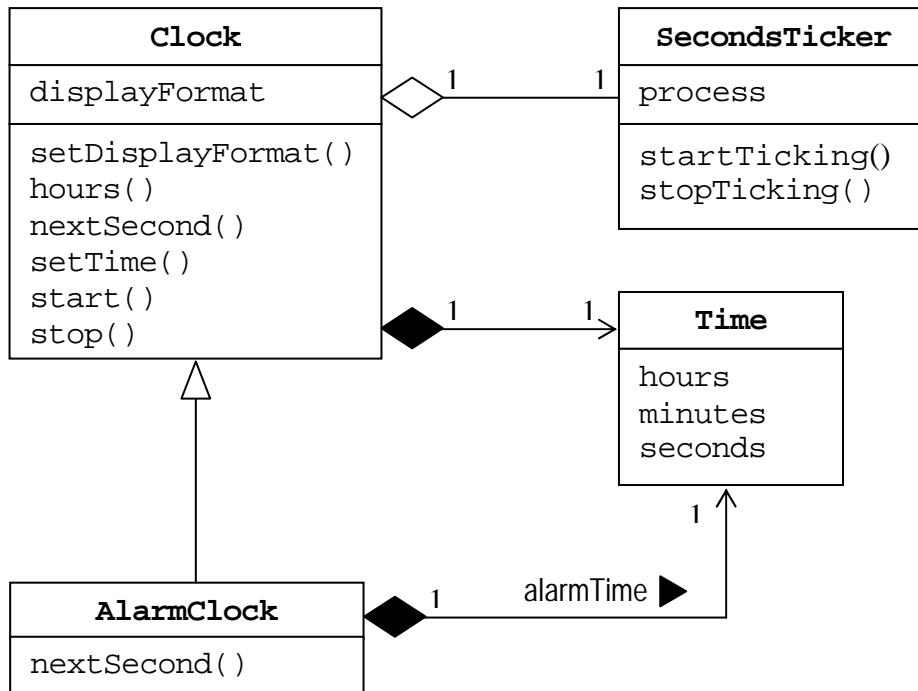 Clock
displayFormat
setDisplayFormat()
hours()
nextSecond()
setTime()
start()
stop()
1 1
SecondsTicker
process
startTicking()
stopTicking()
1 1
Time
hours
minutes
seconds
1
AlarmClock
nextSecond()
1
alarmTime